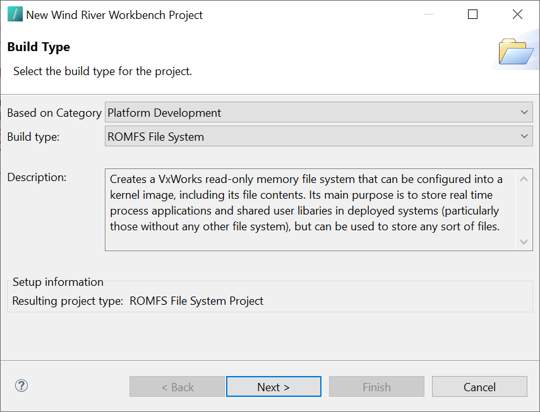 New Wind River Workbench Project
Build Type
Select the build type for the project.
Based on Category Platform Development
Build type: ROMFS File System
Description: Creates a VxWorks read-only memory file system that can be configured into a
kernel image, including its file contents. Its main purpose is to store real time
process applications and shared user libaries in deployed systems (particularly
those without any other file system), but can be used to store any sort of files.
Setup information
Resulting project type: ROMFS File System Project
? < Back Next > Finish Cancel